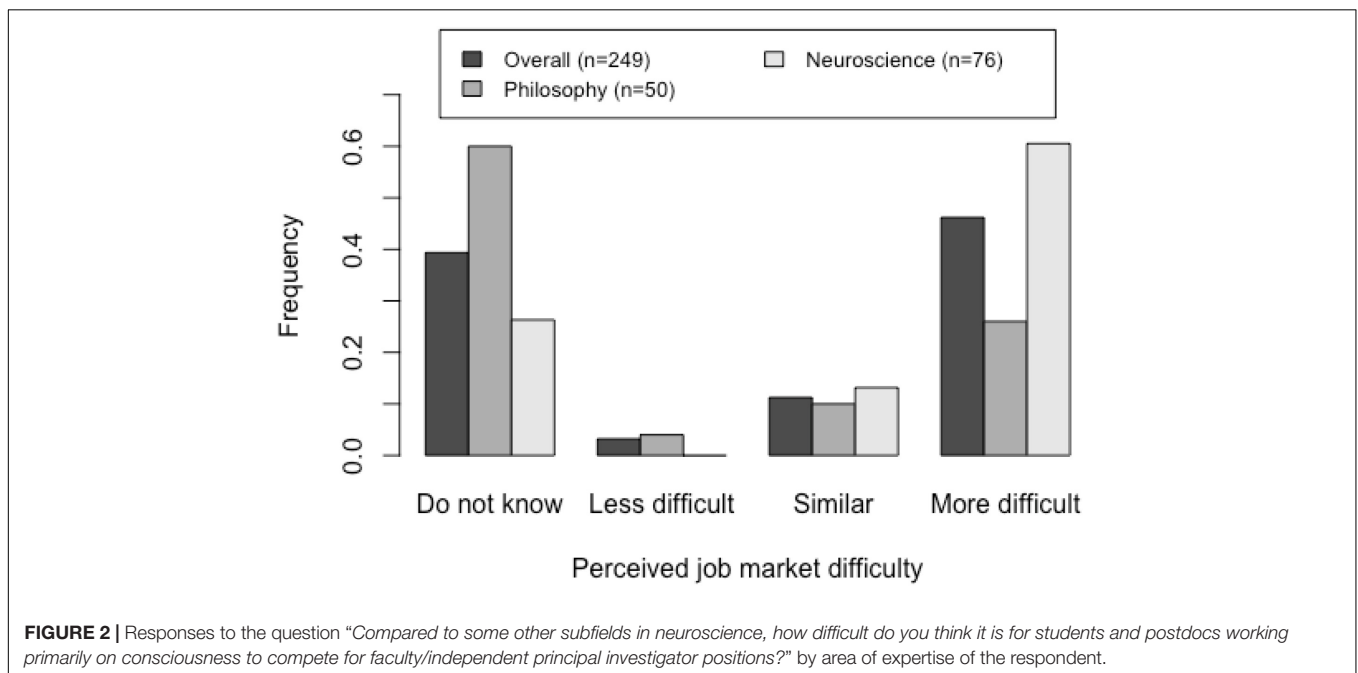 Overall (n=249)
Philosophy (n=50)
Neuroscience (n=76)
Frequency
0.6
0.4
0.2
0.0
Do not know Less difficult Similar More difficult
Perceived job market difficulty
FIGURE 2 | Responses to the question “Compared to some other subfields in neuroscience, how difficult do you think it is for students and postdocs working
primarily on consciousness to compete for faculty/independent principal investigator positions?” by area of expertise of the respondent.